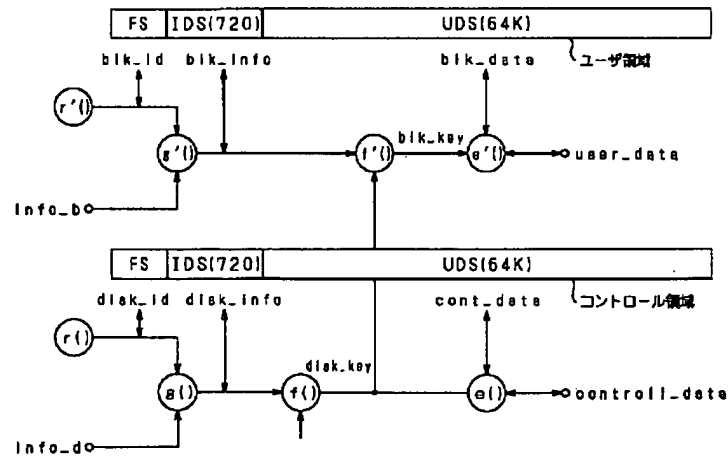 FS IDS(720) UDS(64K)
blk_id blk_info blk_data ユーザ領域
r'()
g'() f'() blk_key e'() user_data
info_b
FS IDS(720) UDS(64K)
disk_id disk_info cont_data コントロール領域
r()
disk_key
g() f() e() controll_data
info_d